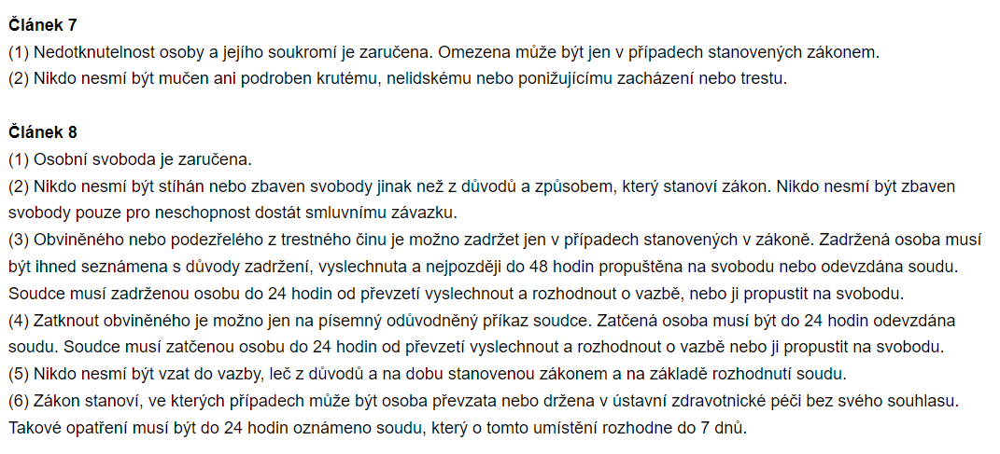 Článek 7
(1) Nedotknutelnost osoby a jejího soukromí je zaručena. Omezena může být jen v případech stanovených zákonem.
(2) Nikdo nesmí být mučen ani podroben krutému, nelidskému nebo ponižujícímu zacházení nebo trestu.
Článek 8
(1) Osobní svoboda je zaručena.
(2) Nikdo nesmí být stíhán nebo zbaven svobody jinak než z důvodů a způsobem, který stanoví zákon. Nikdo nesmí být zbaven
svobody pouze pro neschopnost dostát smluvnímu závazku.
(3) Obviněného nebo podezřelého z trestného činu je možno zadržet jen v případech stanovených v zákoně. Zadržená osoba musí
být ihned seznámena s důvody zadržení, vyslechnuta a nejpozději do 48 hodin propuštěna na svobodu nebo odevzdána soudu.
Soudce musí zadrženou osobu do 24 hodin od převzetí vyslechnout a rozhodnout o vazbě, nebo ji propustit na svobodu.
(4) Zatknout obviněného je možno jen na písemný odůvodněný příkaz soudce. Zatčená osoba musí být do 24 hodin odevzdána
soudu. Soudce musí zatčenou osobu do 24 hodin od převzetí vyslechnout a rozhodnout o vazbě nebo ji propustit na svobodu.
(5) Nikdo nesmí být vzat do vazby, leč z důvodů a na dobu stanovenou zákonem a na základě rozhodnutí soudu.
(6) Zákon stanoví, ve kterých případech může být osoba převzata nebo držena v ústavní zdravotnické péči bez svého souhlasu.
Takové opatření musí být do 24 hodin oznámeno soudu, který o tomto umístění rozhodne do 7 dnů.